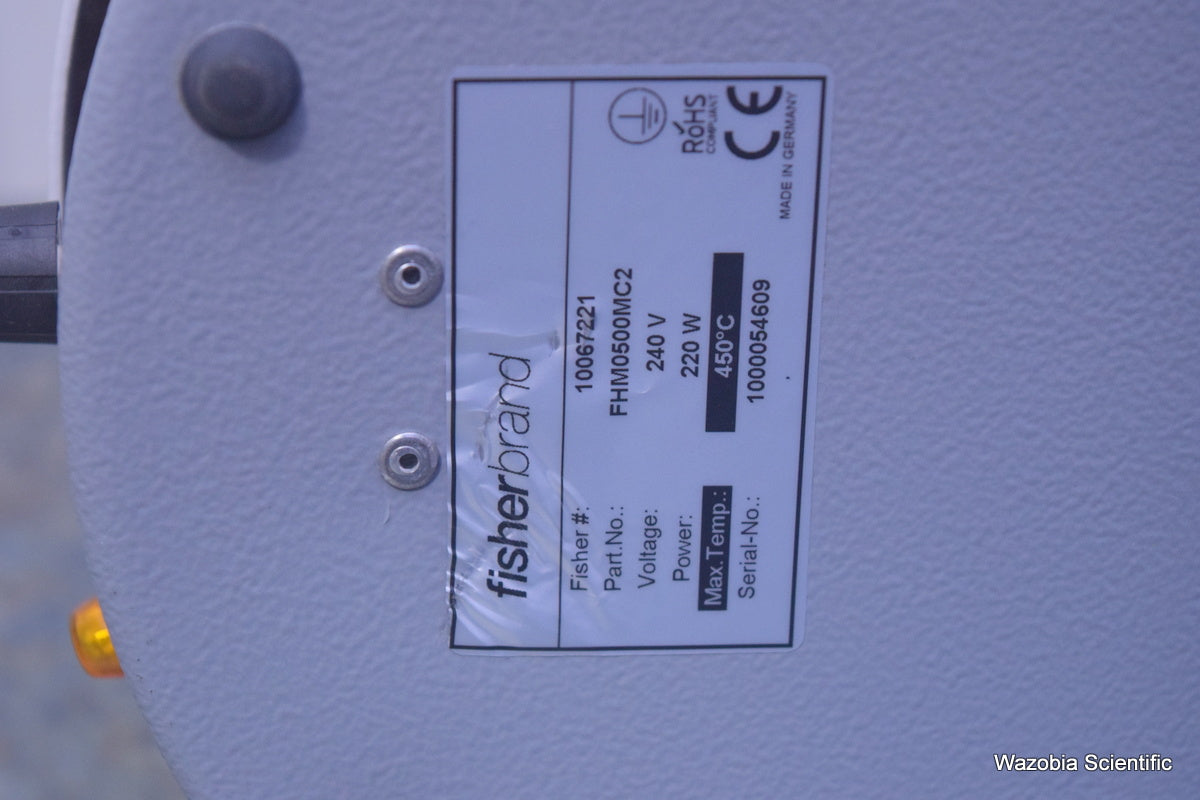 fisherbrand
Fisher #: 10067221
Part.No.: FHM0500MC2
Voltage: 240 V
Power: 220 W
Max.Temp.: 450°C
Serial-No.: 1000054609
RoHS
COMPLIANT
CE
MADE IN GERMANY
Wazobia Scientific